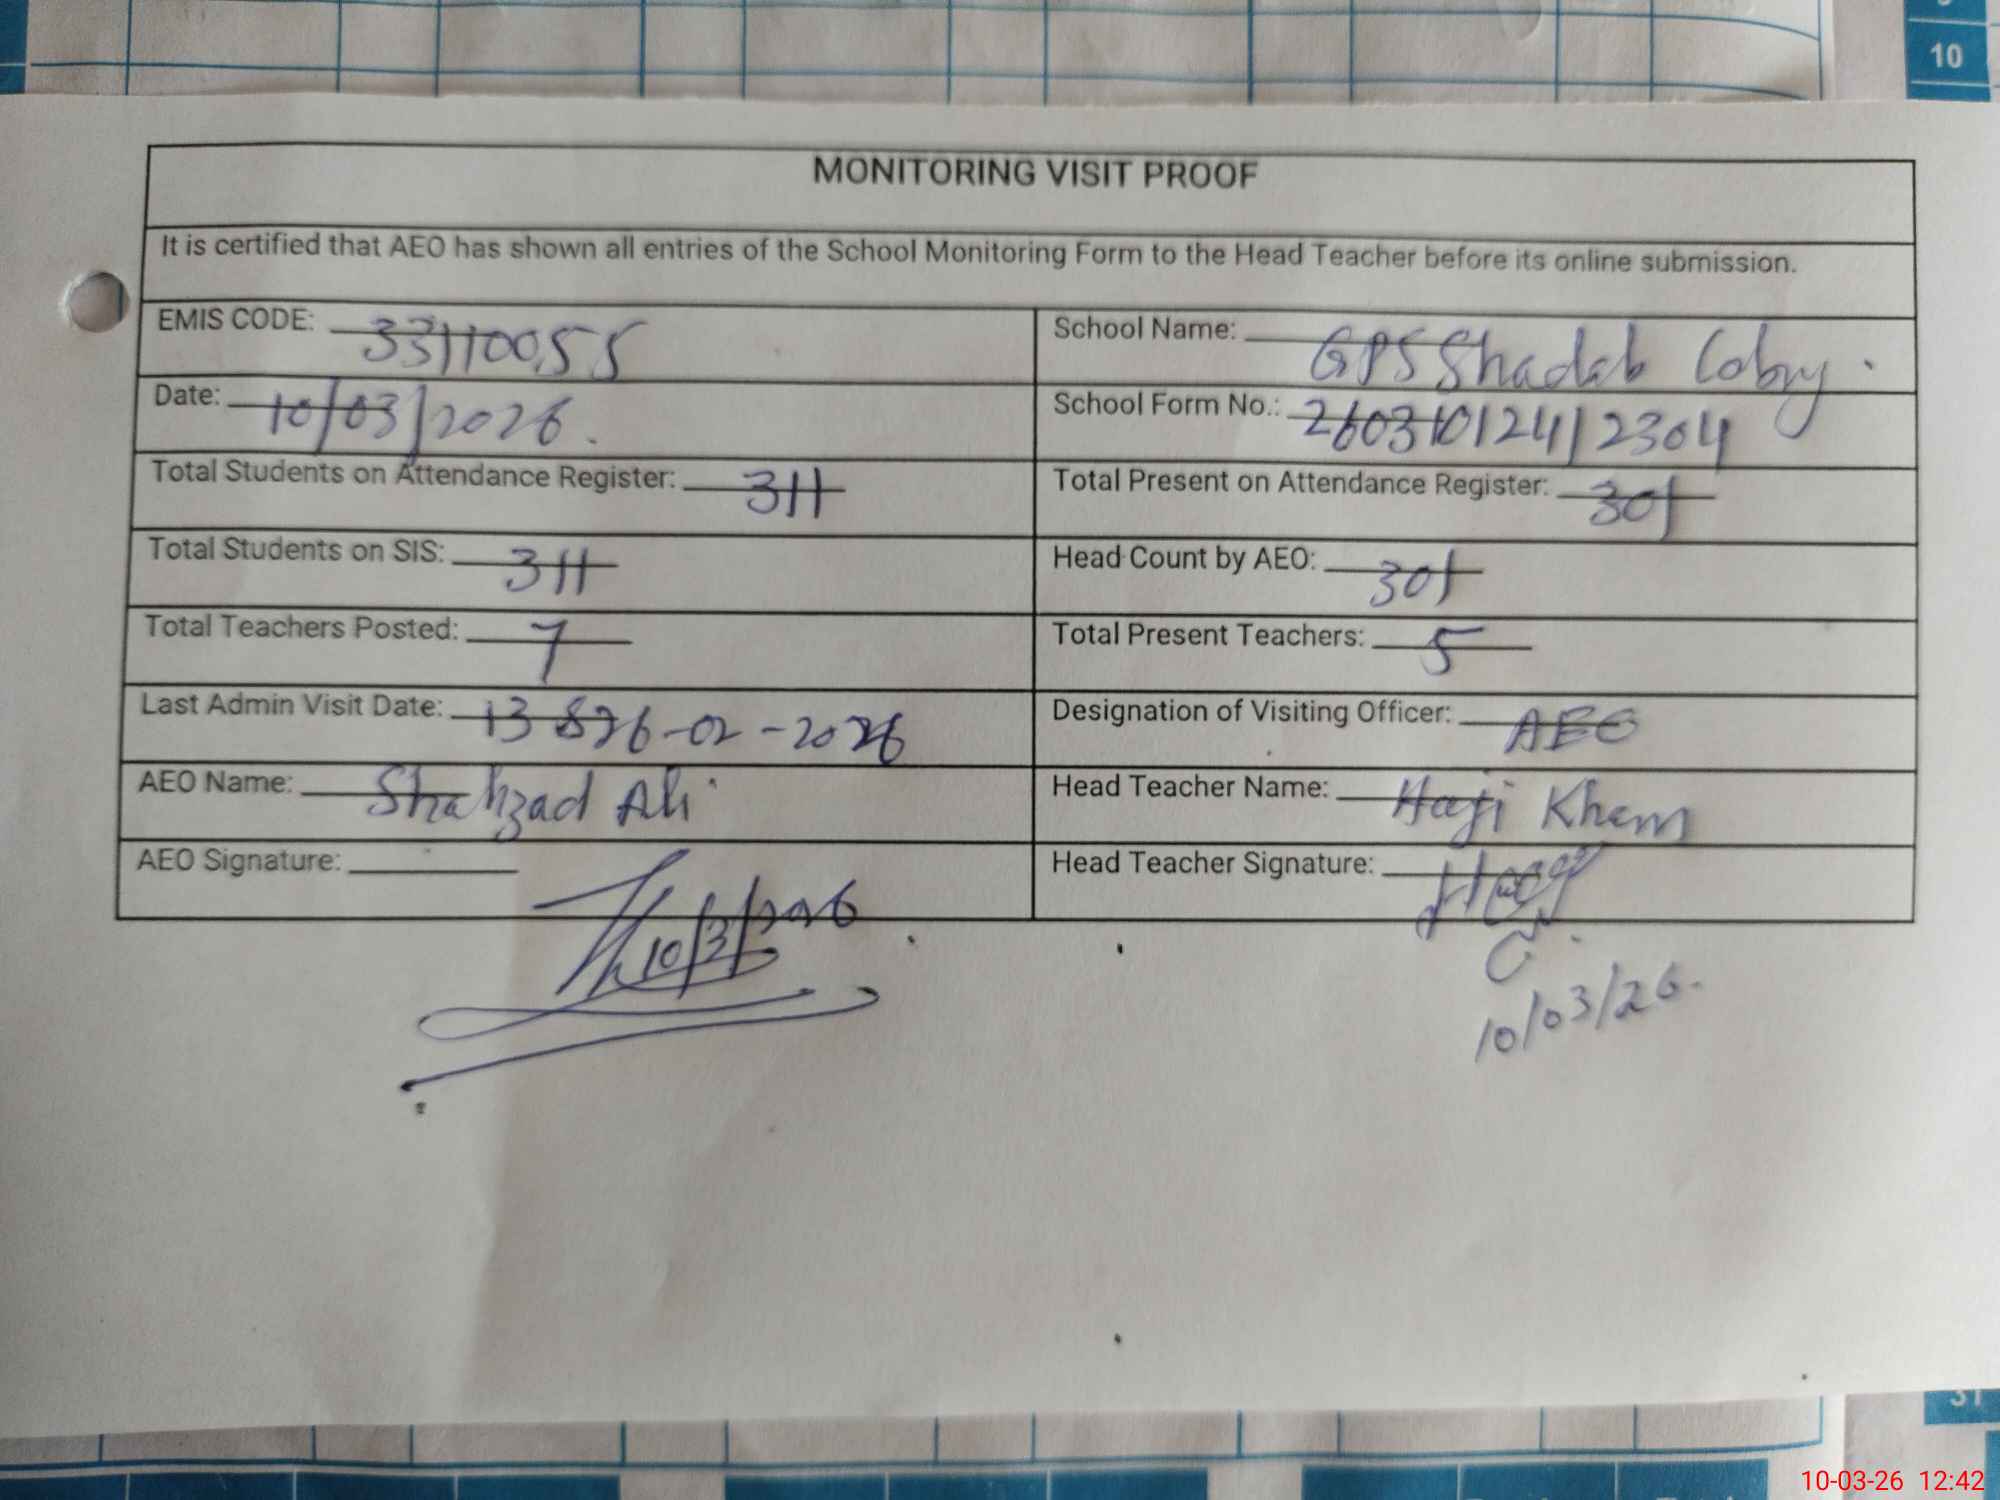 10
MONITORING VISIT PROOF
It is certified that AEO has shown all entries of the School Monitoring Form to the Head Teacher before its online submission.
EMIS CODE: 33110055
School Name: GPS Shadab Colony.
Date: 10/03/2026.
School Form No.: 26031012412304
Total Students on Attendance Register: 311
Total Present on Attendance Register: 301
Total Students on SIS: 311
Head Count by AEO: 301
Total Teachers Posted: 7
Total Present Teachers: 5
Last Admin Visit Date: 13 &26-02-2026
Designation of Visiting Officer: AEO
AEO Name: Shahzad Ali
Head Teacher Name: Haji Kham
AEO Signature:
10/3/2026
Head Teacher Signature:
10/03/26.
31
10-03-26 12:42